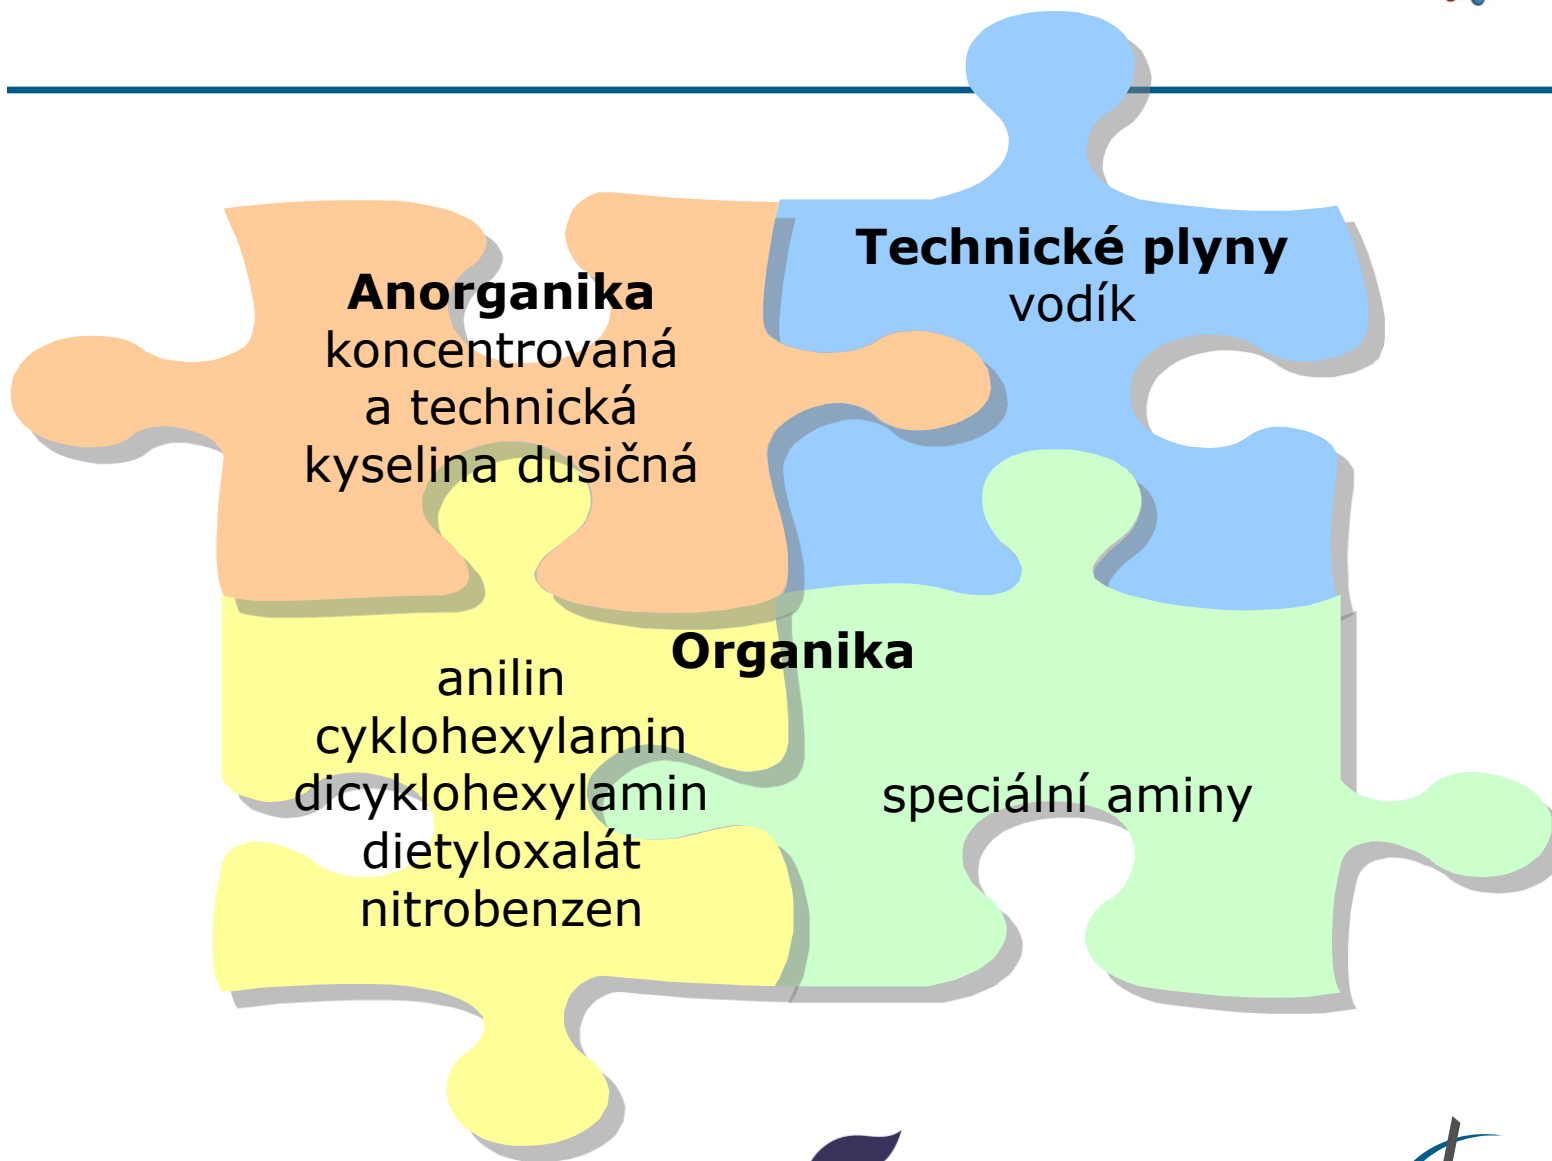 Anorganika
koncentrovaná
a technická
kyselina dusičná
Technické plyny
vodík
Organika
anilin
cyklohexylamin
dicyklohexylamin
dietyloxalát
nitrobenzen
speciální aminy